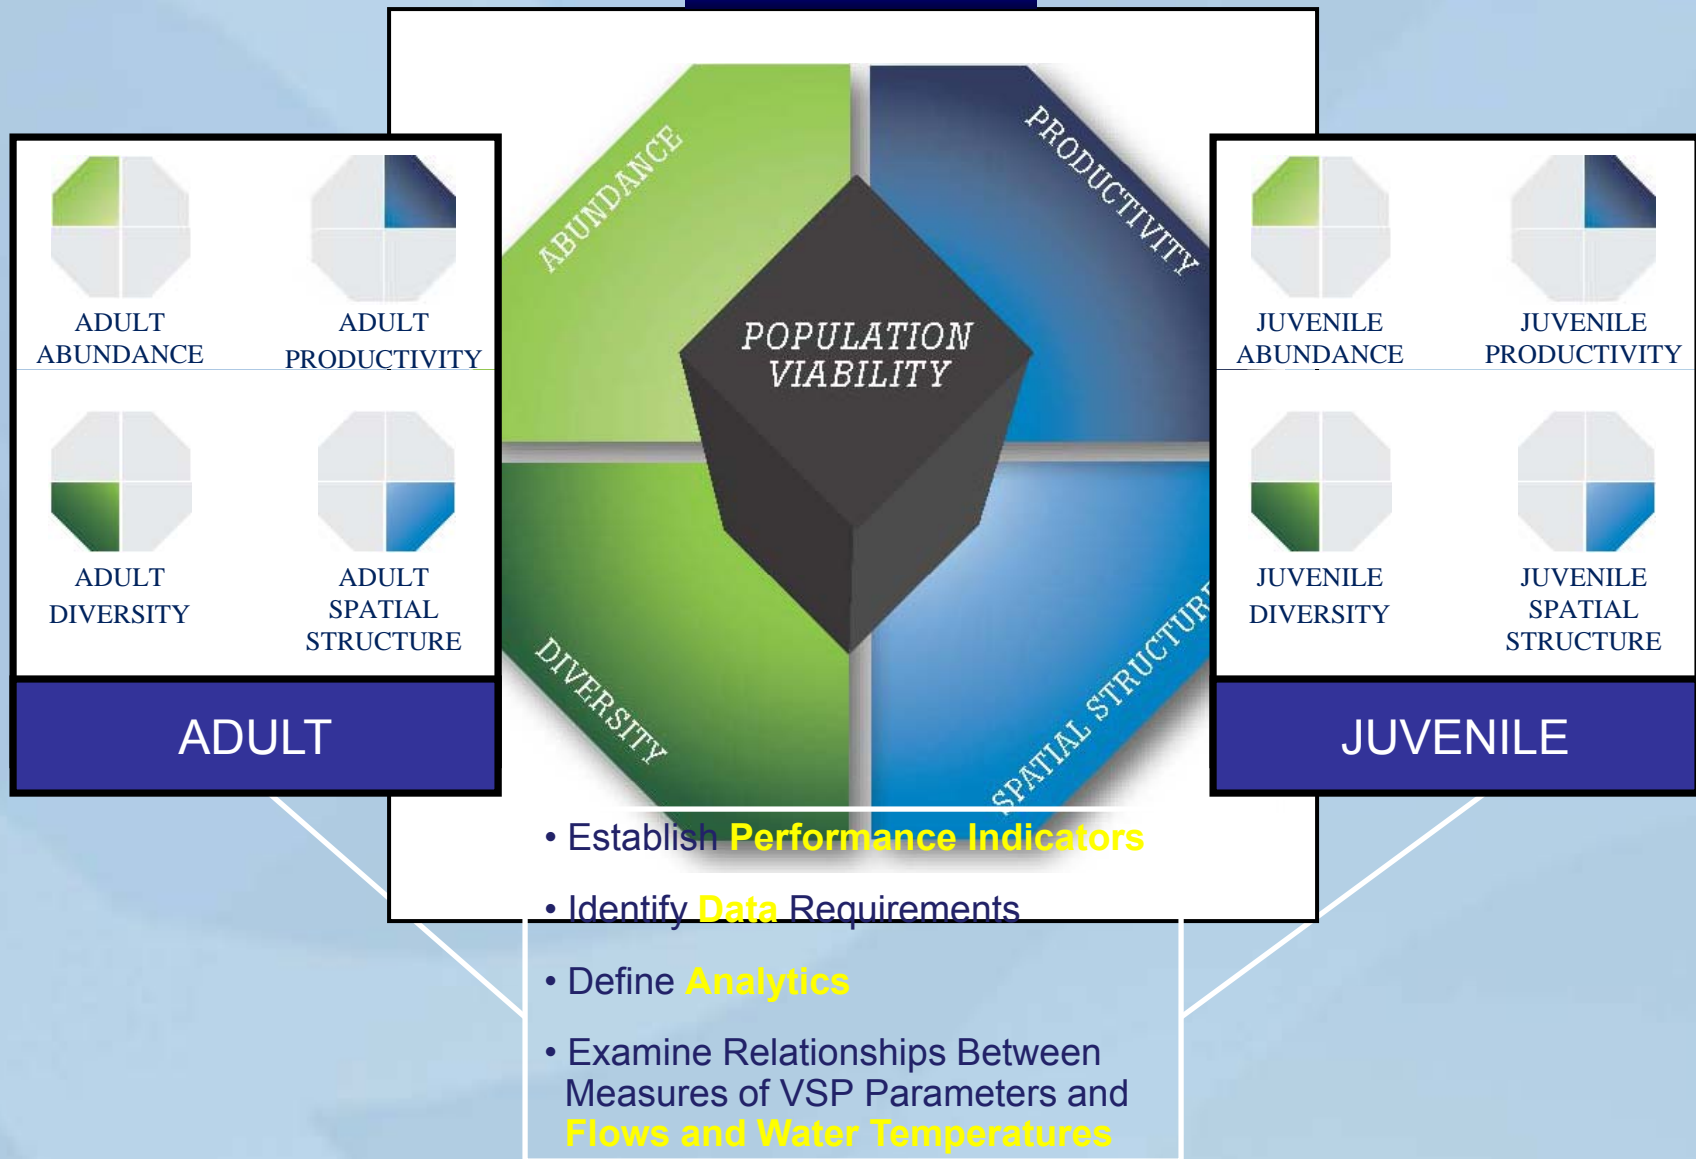 ABUNDANCE
PRODUCTIVITY
POPULATION
VIABILITY
DIVERSITY
SPATIAL STRUCTURE
ADULT
ABUNDANCE
ADULT
PRODUCTIVITY
ADULT
DIVERSITY
ADULT
SPATIAL
STRUCTURE
ADULT
JUVENILE
ABUNDANCE
JUVENILE
PRODUCTIVITY
JUVENILE
DIVERSITY
JUVENILE
SPATIAL
STRUCTURE
JUVENILE
• Establish Performance Indicators
• Identify Data Requirements
• Define Analytics
• Examine Relationships Between
Measures of VSP Parameters and
Flows and Water Temperatures